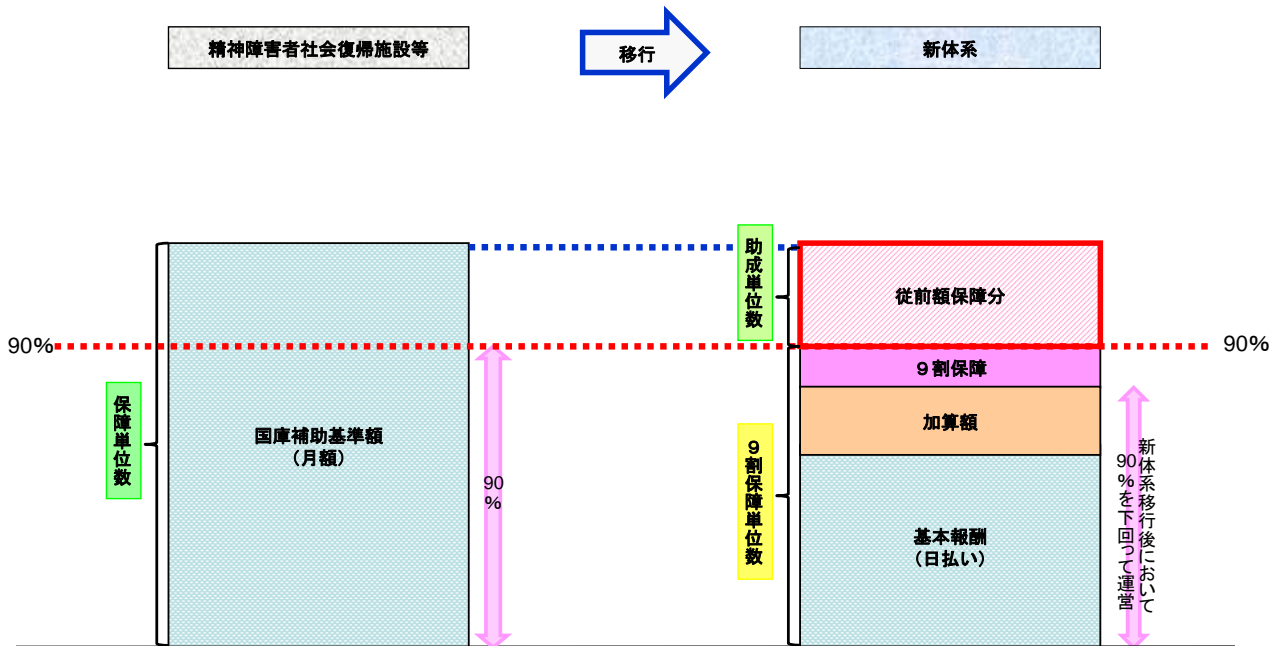 精神障害者社会復帰施設等
移行
新体系
90%
保障単位数
国庫補助基準額
（月額）
90%
助成単位数
9割保障単位数
従前額保障分
９割保障
加算額
基本報酬
（日払い）
新体系移行後において
90%を下回って運営
90%